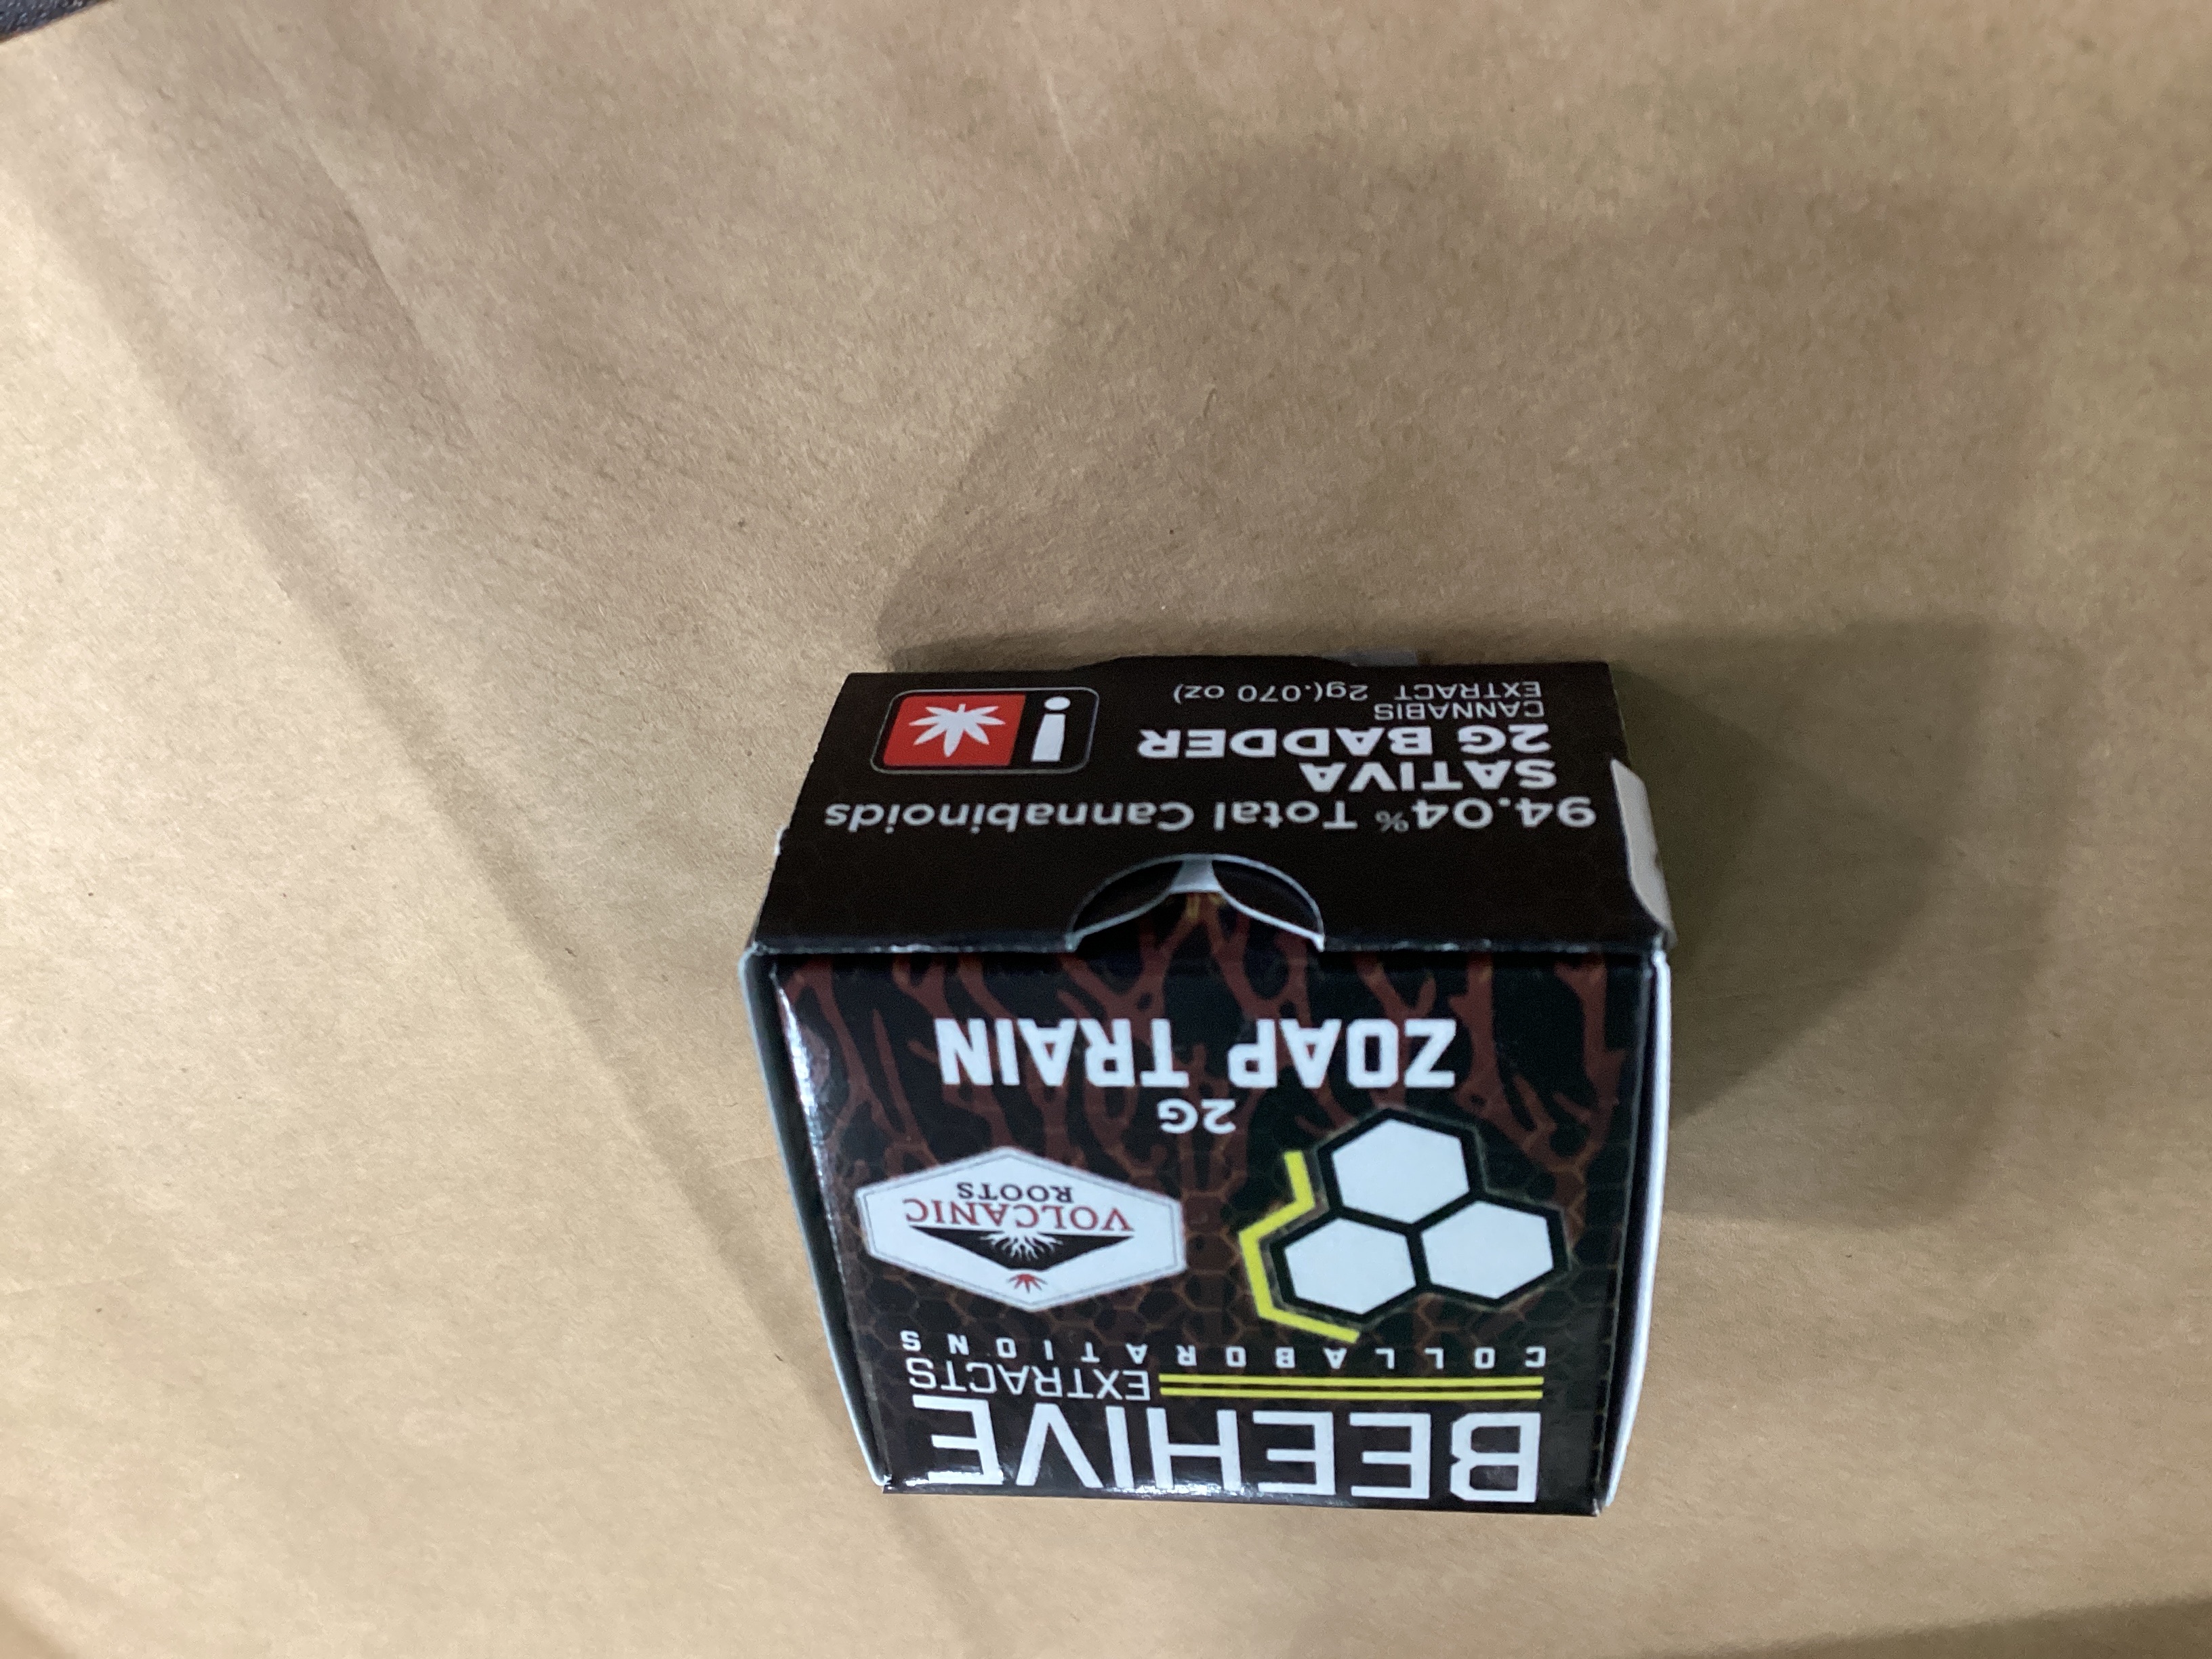 BEEHIVE
EXTRACTS
COLLABORATIONS
VOLCANIC
ROOTS
2G
ZOAP TRAIN
94.04% Total Cannabinoids
SATIVA
2G BADDER
CANNABIS
EXTRACT 2g(.070 oz)
!